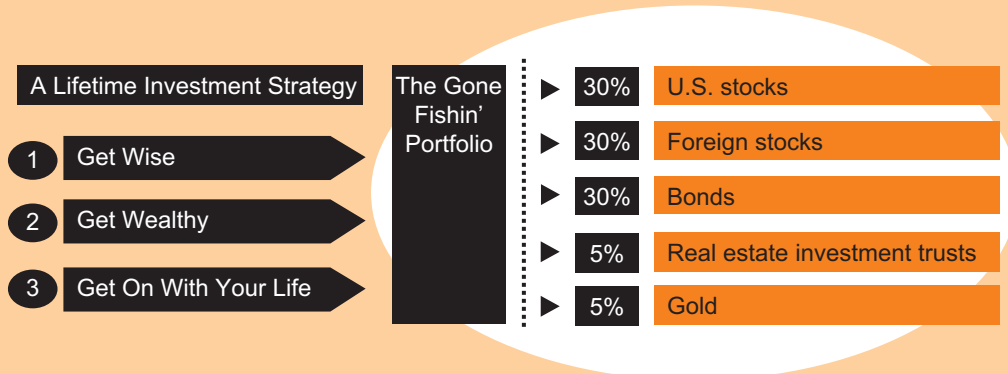 A Lifetime Investment Strategy
1 Get Wise
2 Get Wealthy
3 Get On With Your Life
The Gone
Fishin’
Portfolio
30% U.S. stocks
30% Foreign stocks
30% Bonds
5% Real estate investment trusts
5% Gold